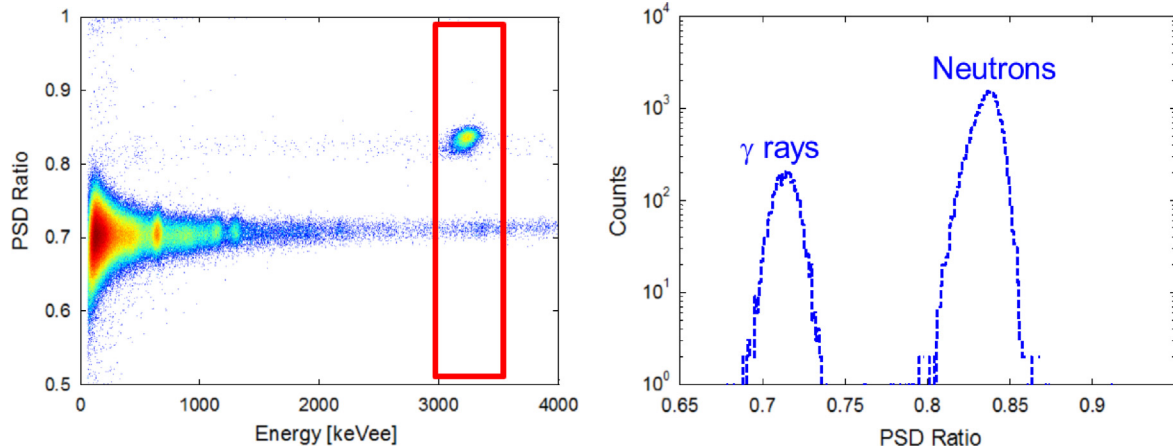 1
0.9
0.8
0.7
0.6
0.5
PSD Ratio
0 1000 2000 3000 4000
Energy [keVee]
10⁴
10³
10²
10¹
10⁰
Counts
Neutrons
γ rays
0.65 0.7 0.75 0.8 0.85 0.9
PSD Ratio